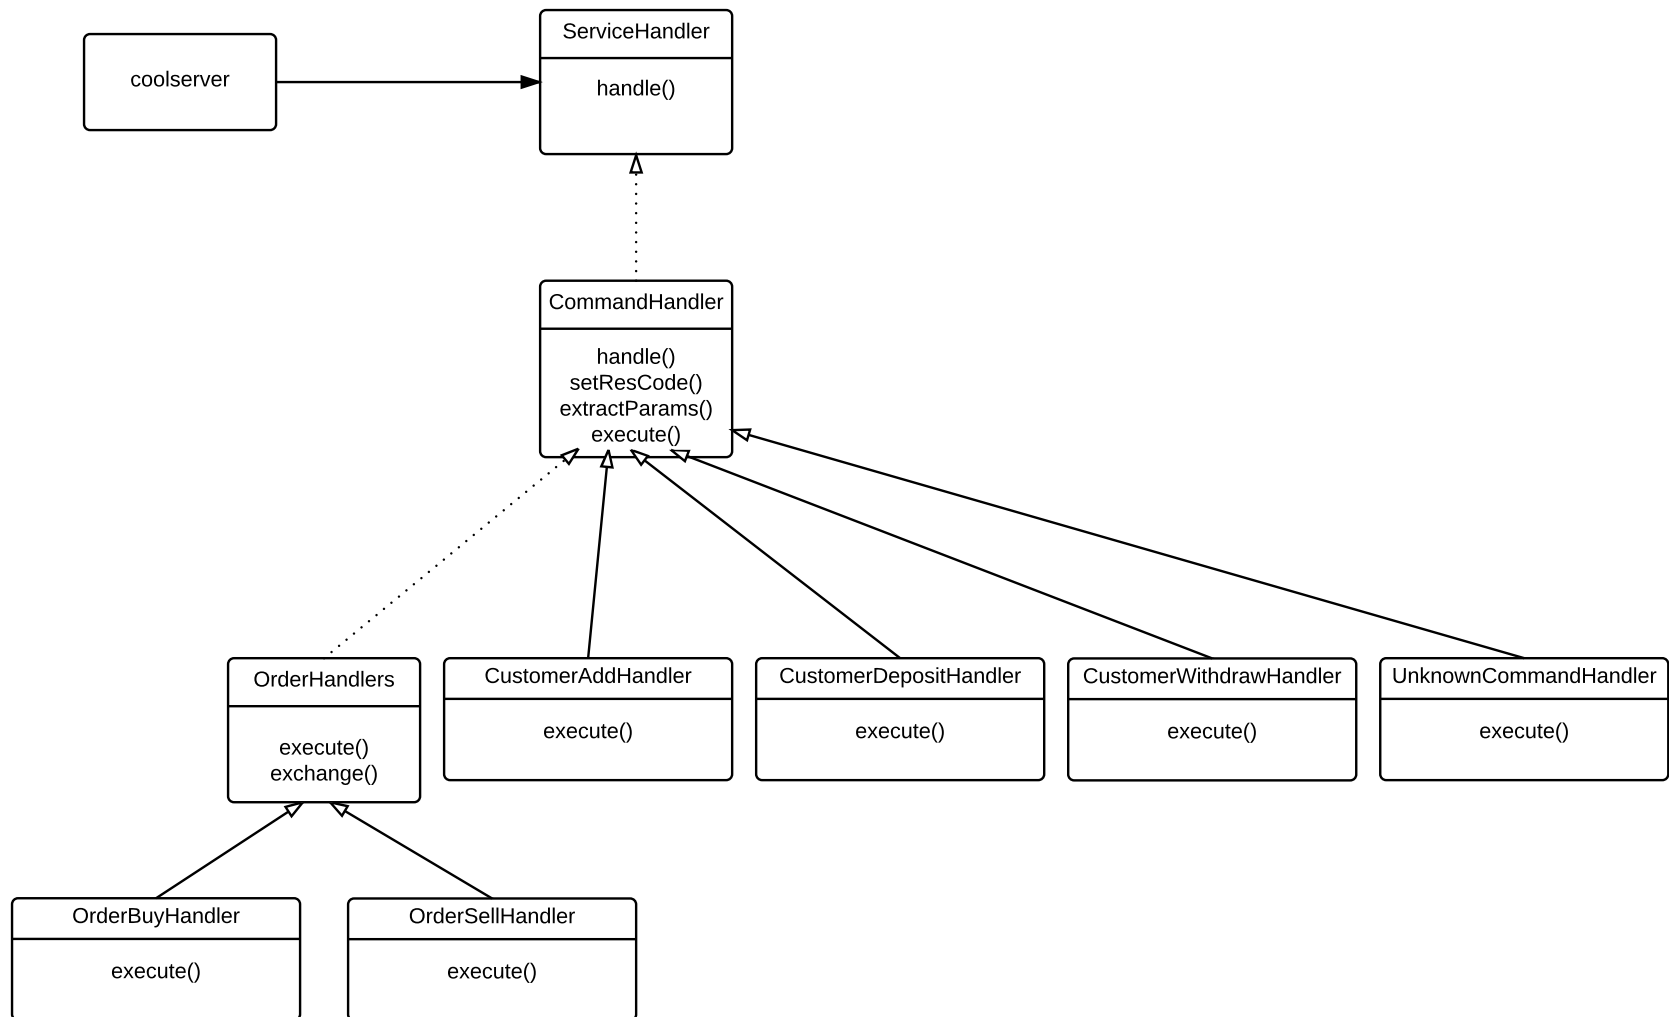 coolserver
ServiceHandler
handle()
CommandHandler
handle()
setResCode()
extractParams()
execute()
OrderHandlers
execute()
exchange()
CustomerAddHandler
execute()
CustomerDepositHandler
execute()
CustomerWithdrawHandler
execute()
UnknownCommandHandler
execute()
OrderBuyHandler
execute()
OrderSellHandler
execute()